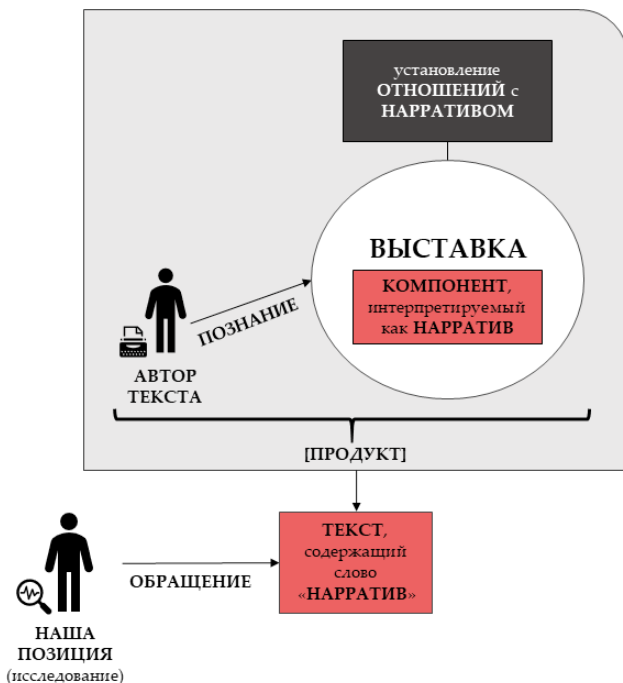 установление
ОТНОШЕНИЙ с
НАРРАТИВОМ
ВЫСТАВКА
КОМПОНЕНТ,
интерпретируемый
как НАРРАТИВ
ПОЗНАНИЕ
АВТОР
ТЕКСТА
[ПРОДУКТ]
ТЕКСТ,
содержащий
слово
«НАРРАТИВ»
ОБРАЩЕНИЕ
НАША
ПОЗИЦИЯ
(исследование)